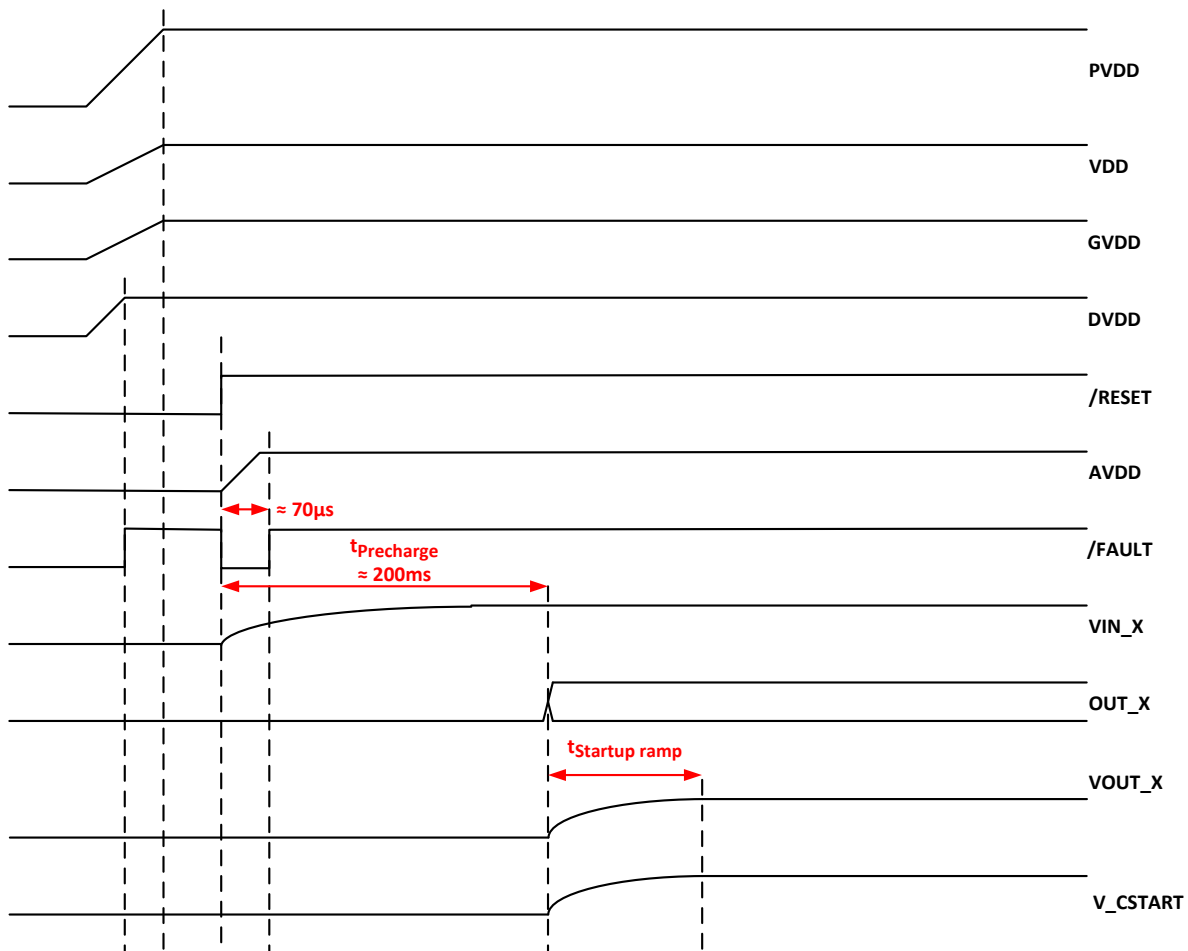 PVDD
VDD
GVDD
DVDD
/RESET
AVDD
≈ 70µs
tPrecharge
≈ 200ms
/FAULT
VIN_X
OUT_X
tStartup ramp
VOUT_X
V_CSTART